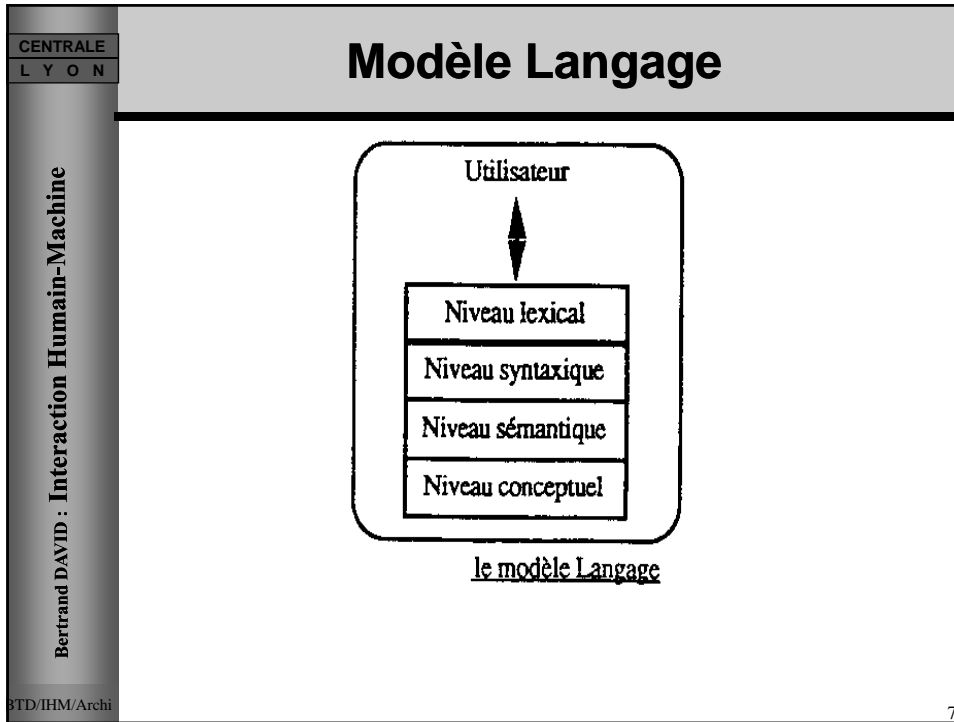 CENTRALE
L Y O N
Modèle Langage
Bertrand DAVID : Interaction Humain-Machine
Utilisateur
Niveau lexical
Niveau syntaxique
Niveau sémantique
Niveau conceptuel
le modèle Langage
BTD/IHM/Archi
7